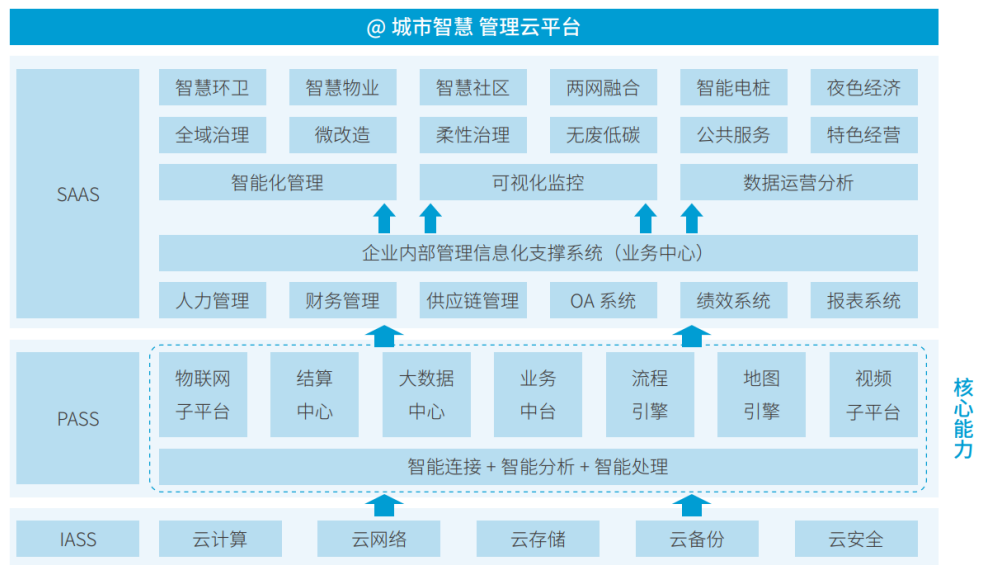 @ 城市智慧 管理云平台
SAAS
智慧环卫 智慧物业 智慧社区 两网融合 智能电桩 夜色经济
全域治理 微改造 柔性治理 无废低碳 公共服务 特色经营
智能化管理 可视化监控 数据运营分析
企业内部管理信息化支撑系统（业务中心）
人力管理 财务管理 供应链管理 OA 系统 绩效系统 报表系统
PASS
物联网 结算 大数据 业务 流程 地图 视频
子平台 中心 中心 中台 引擎 引擎 子平台
智能连接 + 智能分析 + 智能处理
核心能力
IASS
云计算 云网络 云存储 云备份 云安全